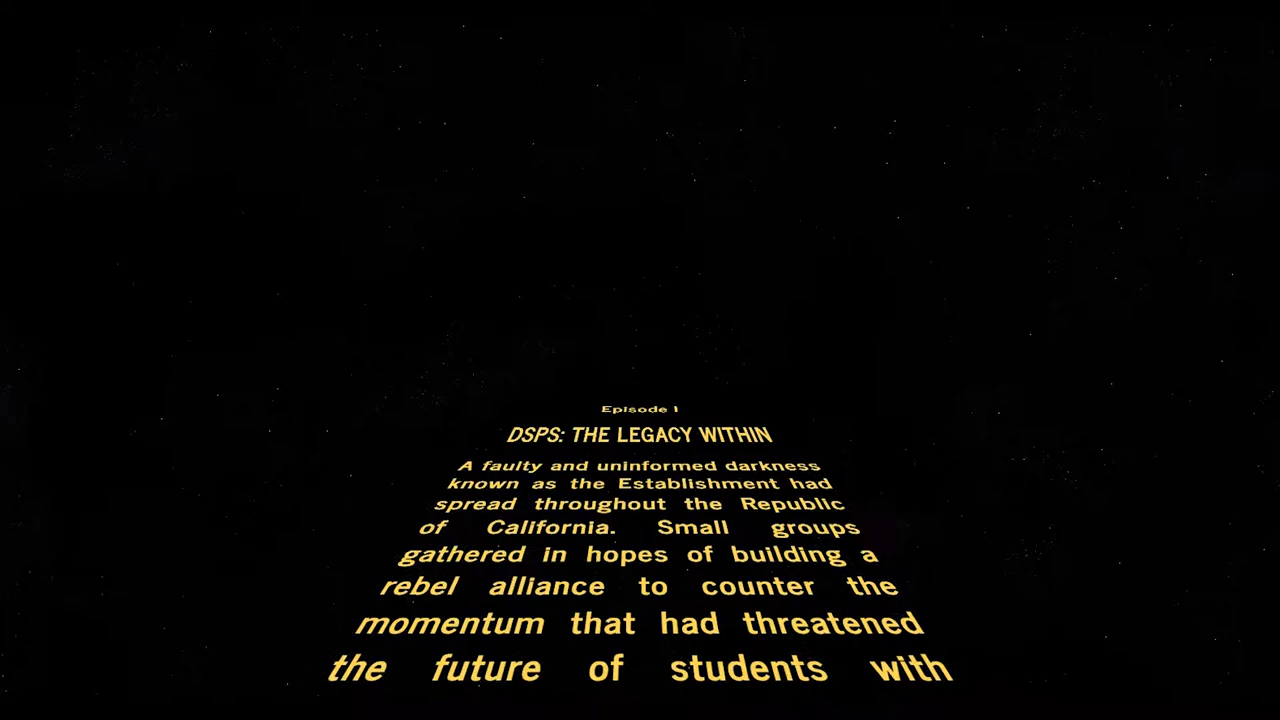 Episode I
DSPS: THE LEGACY WITHIN
A faulty and uninformed darkness
known as the Establishment had
spread throughout the Republic
of California. Small groups
gathered in hopes of building a
rebel alliance to counter the
momentum that had threatened
the future of students with